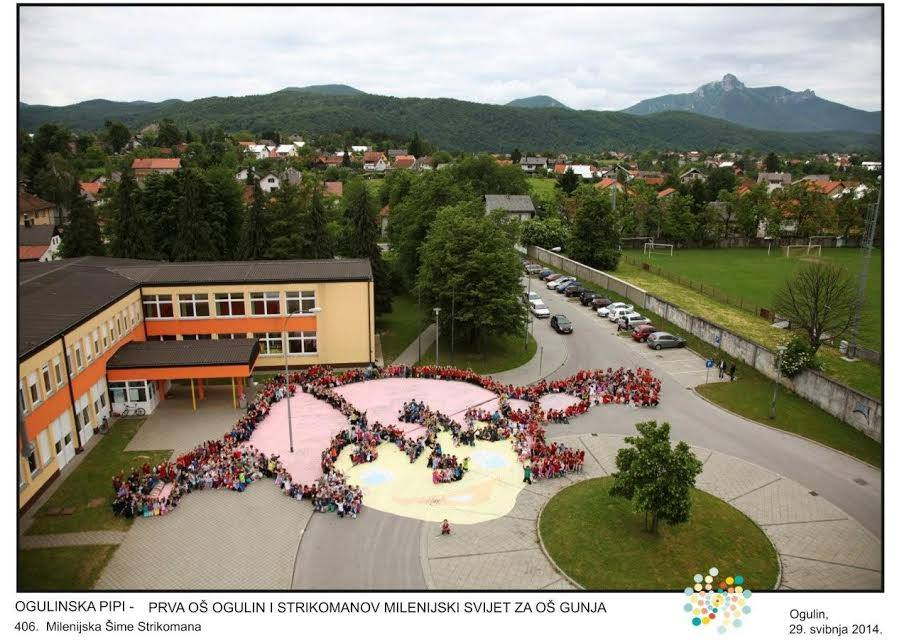 OGULINSKA PIPI - PRVA OŠ OGULIN I STRIKOMANOV MILENIJSKI SVIJET ZA OŠ GUNJA
406. Milenijska Šime Strikomana
Ogulin,
29. svibnja 2014.